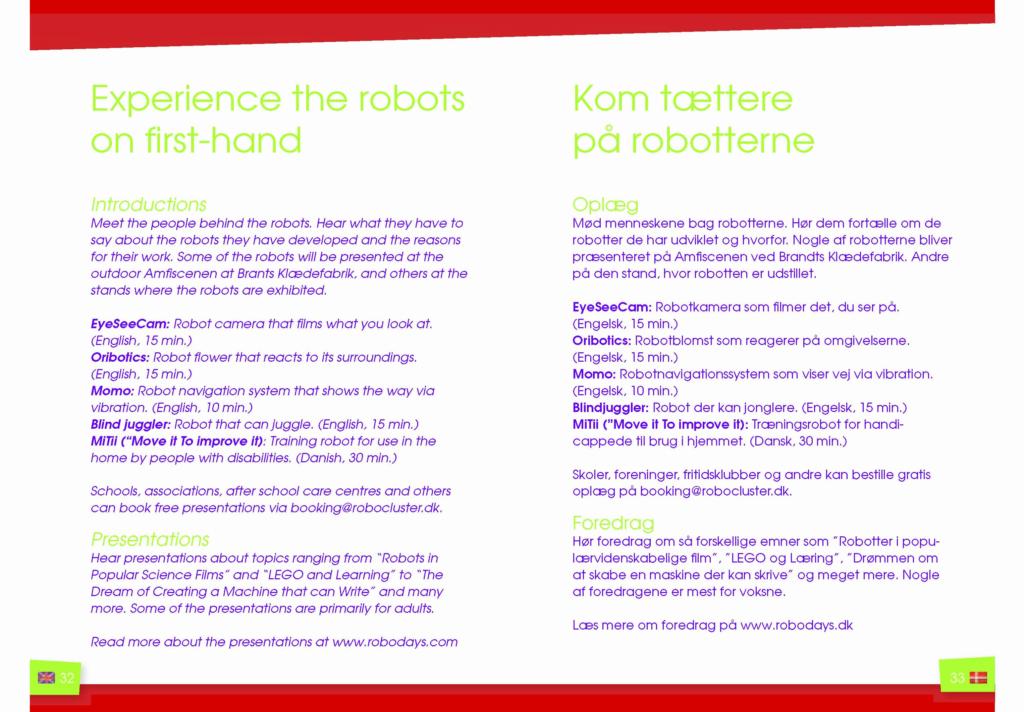 Experience the robots
on first-hand
Introductions
Meet the people behind the robots. Hear what they have to
say about the robots they have developed and the reasons
for their work. Some of the robots will be presented at the
outdoor Amfiscenen at Brants Klædefabrik, and others at the
stands where the robots are exhibited.
EyeSeeCam: Robot camera that films what you look at.
(English, 15 min.)
Oribotics: Robot flower that reacts to its surroundings.
(English, 15 min.)
Momo: Robot navigation system that shows the way via
vibration. (English, 10 min.)
Blind juggler: Robot that can juggle. (English, 15 min.)
MiTii (“Move it To improve it): Training robot for use in the
home by people with disabilities. (Danish, 30 min.)
Schools, associations, after school care centres and others
can book free presentations via booking@robocluster.dk.
Presentations
Hear presentations about topics ranging from “Robots in
Popular Science Films” and “LEGO and Learning” to “The
Dream of Creating a Machine that can Write” and many
more. Some of the presentations are primarily for adults.
Read more about the presentations at www.robodays.com
32
Kom tættere
på robotterne
Oplæg
Mød menneskene bag robotterne. Hør dem fortælle om de
robotter de har udviklet og hvorfor. Nogle af robotterne bliver
præsenteret på Amfiscenen ved Brandts Klædefabrik. Andre
på den stand, hvor robotten er udstillet.
EyeSeeCam: Robotkamera som filmer det, du ser på.
(Engelsk, 15 min.)
Oribotics: Robotblomst som reagerer på omgivelserne.
(Engelsk, 15 min.)
Momo: Robotnavigationssystem som viser vej via vibration.
(Engelsk, 10 min.)
Blindjuggler: Robot der kan jonglere. (Engelsk, 15 min.)
MiTii (”Move it To improve it): Træningsrobot for handi-
cappede til brug i hjemmet. (Dansk, 30 min.)
Skoler, foreninger, fritidsklubber og andre kan bestille gratis
oplæg på booking@robocluster.dk.
Foredrag
Hør foredrag om så forskellige emner som ”Robotter i popu-
lærvidenskabelige film”, ”LEGO og Læring”, ”Drømmen om
at skabe en maskine der kan skrive” og meget mere. Nogle
af foredragene er mest for voksne.
Læs mere om foredrag på www.robodays.dk
33